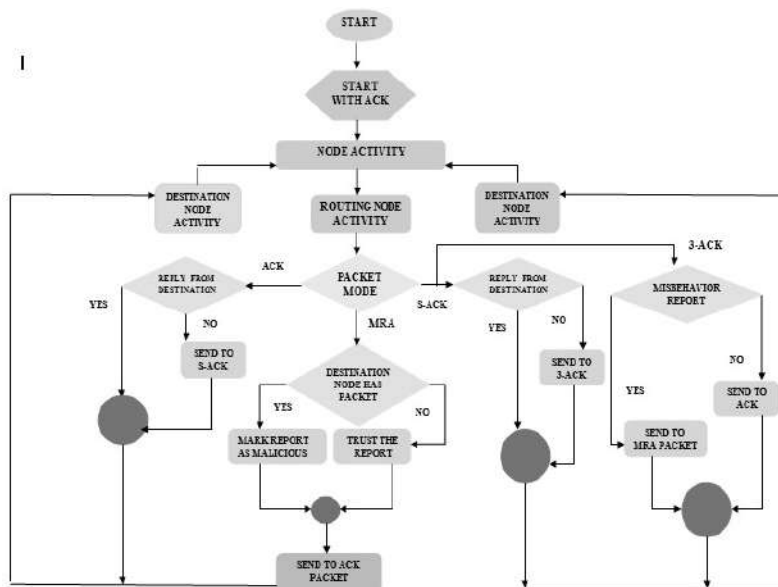 START
I
START
WITH ACK
NODE ACTIVITY
DESTINATION
NODE
ACTIVITY
ROUTING NODE
ACTIVITY
DESTINATION
NODE
ACTIVITY
ACK
PACKET
MODE
S-ACK
3-ACK
REPLY FROM
DESTINATION
REPLY FROM
DESTINATION
MISBEHAVIOR
REPORT
YES
NO
MRA
YES
NO
SEND TO
S-ACK
DESTINATION
NODE HAS
PACKET
SEND TO
3-ACK
YES
NO
SEND TO
ACK
YES
NO
MARK REPORT
AS MALICIOUS
TRUST THE
REPORT
SEND TO
MRA PACKET
SEND TO ACK
PACKET